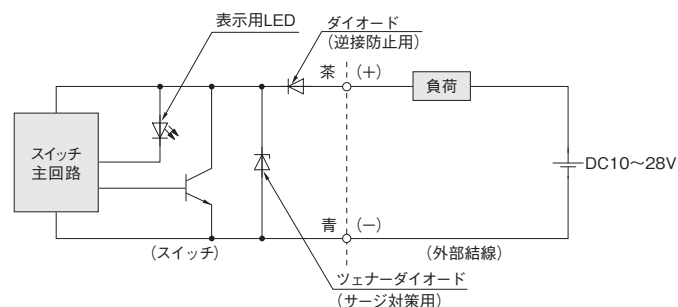 表示用LED
ダイオード
(逆接防止用)
茶 (+)
負荷
スイッチ
主回路
DC10～28V
青 (−)
(スイッチ)
(外部結線)
ツェナーダイオード
(サージ対策用)